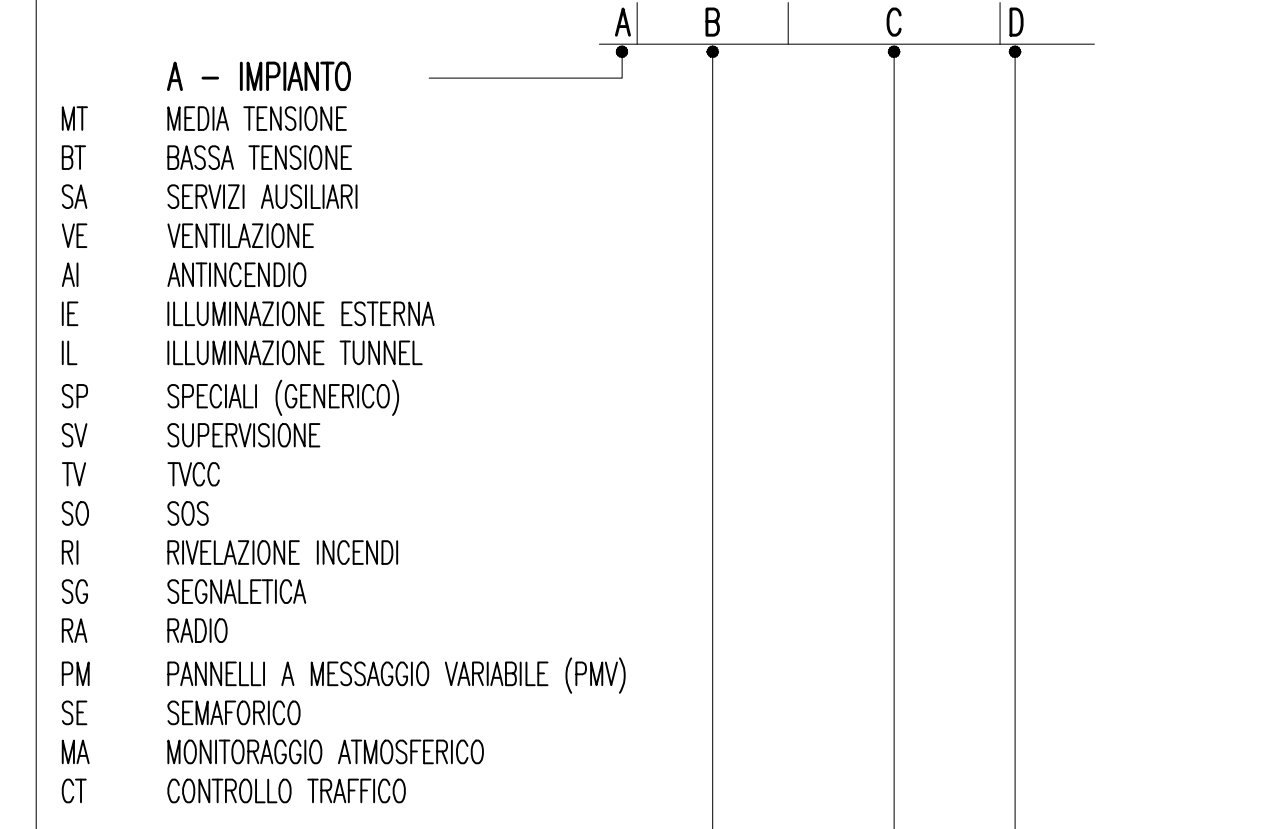 A B C D
A - IMPIANTO
MT MEDIA TENSIONE
BT BASSA TENSIONE
SA SERVIZI AUSILIARI
VE VENTILAZIONE
AI ANTINCENDIO
IE ILLUMINAZIONE ESTERNA
IL ILLUMINAZIONE TUNNEL
SP SPECIALI (GENERICO)
SV SUPERVISIONE
TV TVCC
SO SOS
RI RIVELAZIONE INCENDI
SG SEGNALETICA
RA RADIO
PM PANNELLI A MESSAGGIO VARIABILE (PMV)
SE SEMAFORICO
MA MONITORAGGIO ATMOSFERICO
CT CONTROLLO TRAFFICO